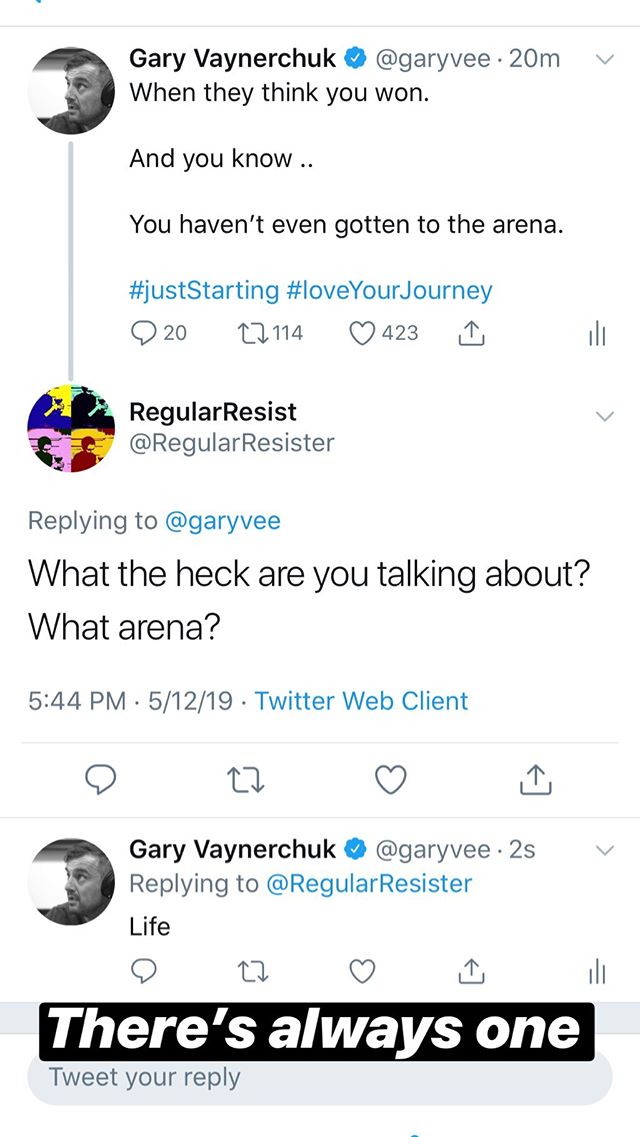 Gary Vaynerchuk @garyvee · 20m
When they think you won.
And you know ..
You haven’t even gotten to the arena.
#justStarting #loveYourJourney
20 114 423
RegularResist
@RegularResister
Replying to @garyvee
What the heck are you talking about?
What arena?
5:44 PM · 5/12/19 · Twitter Web Client
Gary Vaynerchuk @garyvee · 2s
Replying to @RegularResister
Life
There’s always one
Tweet your reply